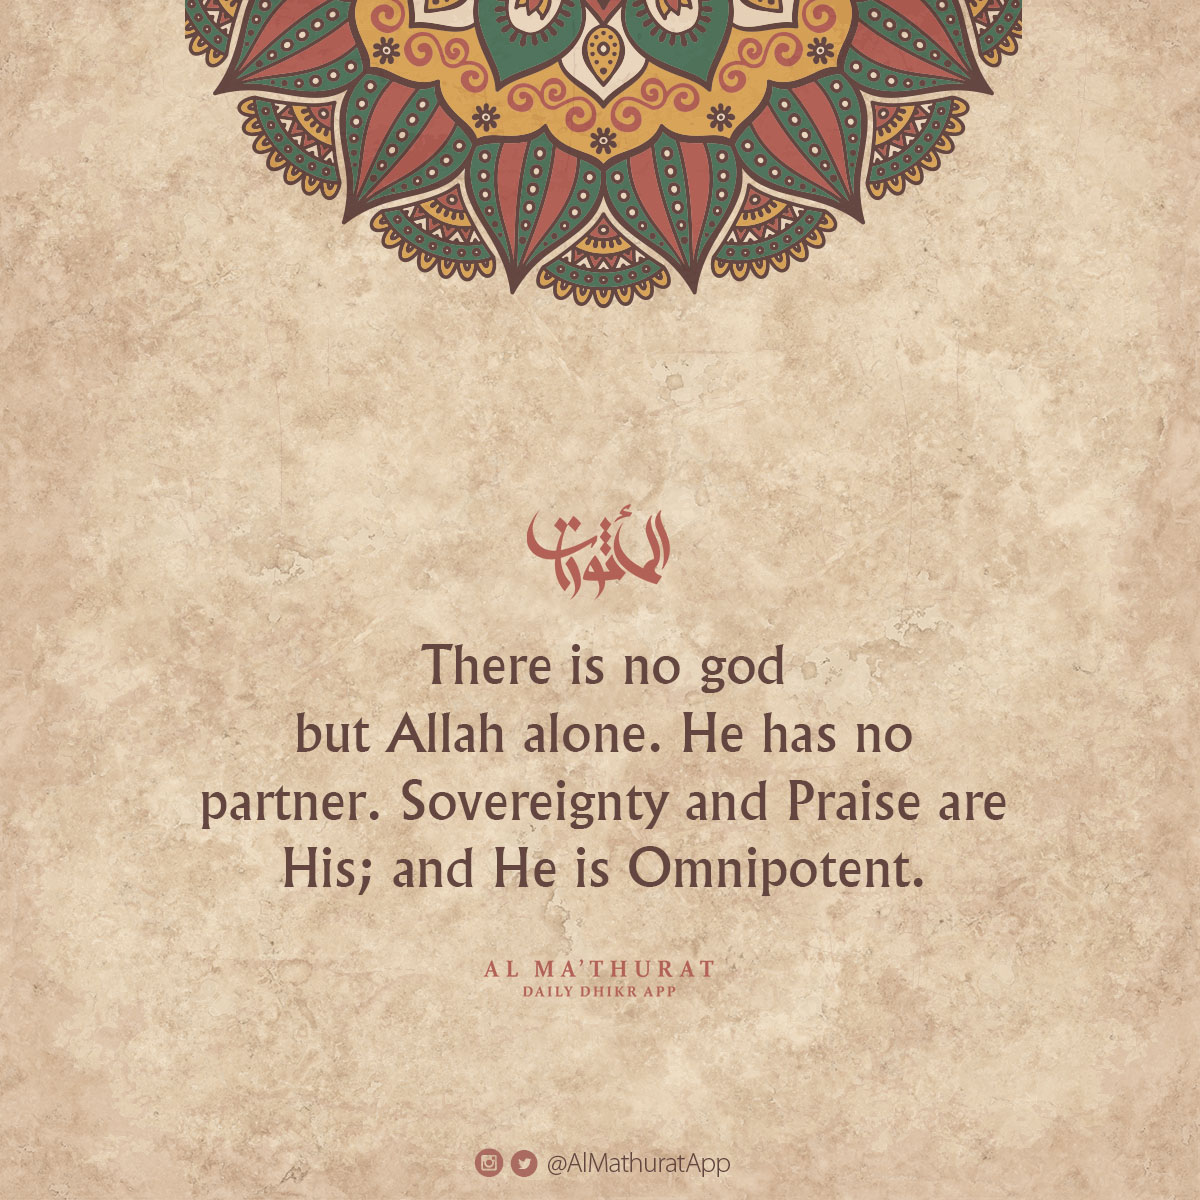 المأثورات
There is no god
but Allah alone. He has no
partner. Sovereignty and Praise are
His; and He is Omnipotent.
AL MA’THURAT
DAILY DHIKR APP
@AlMathuratApp